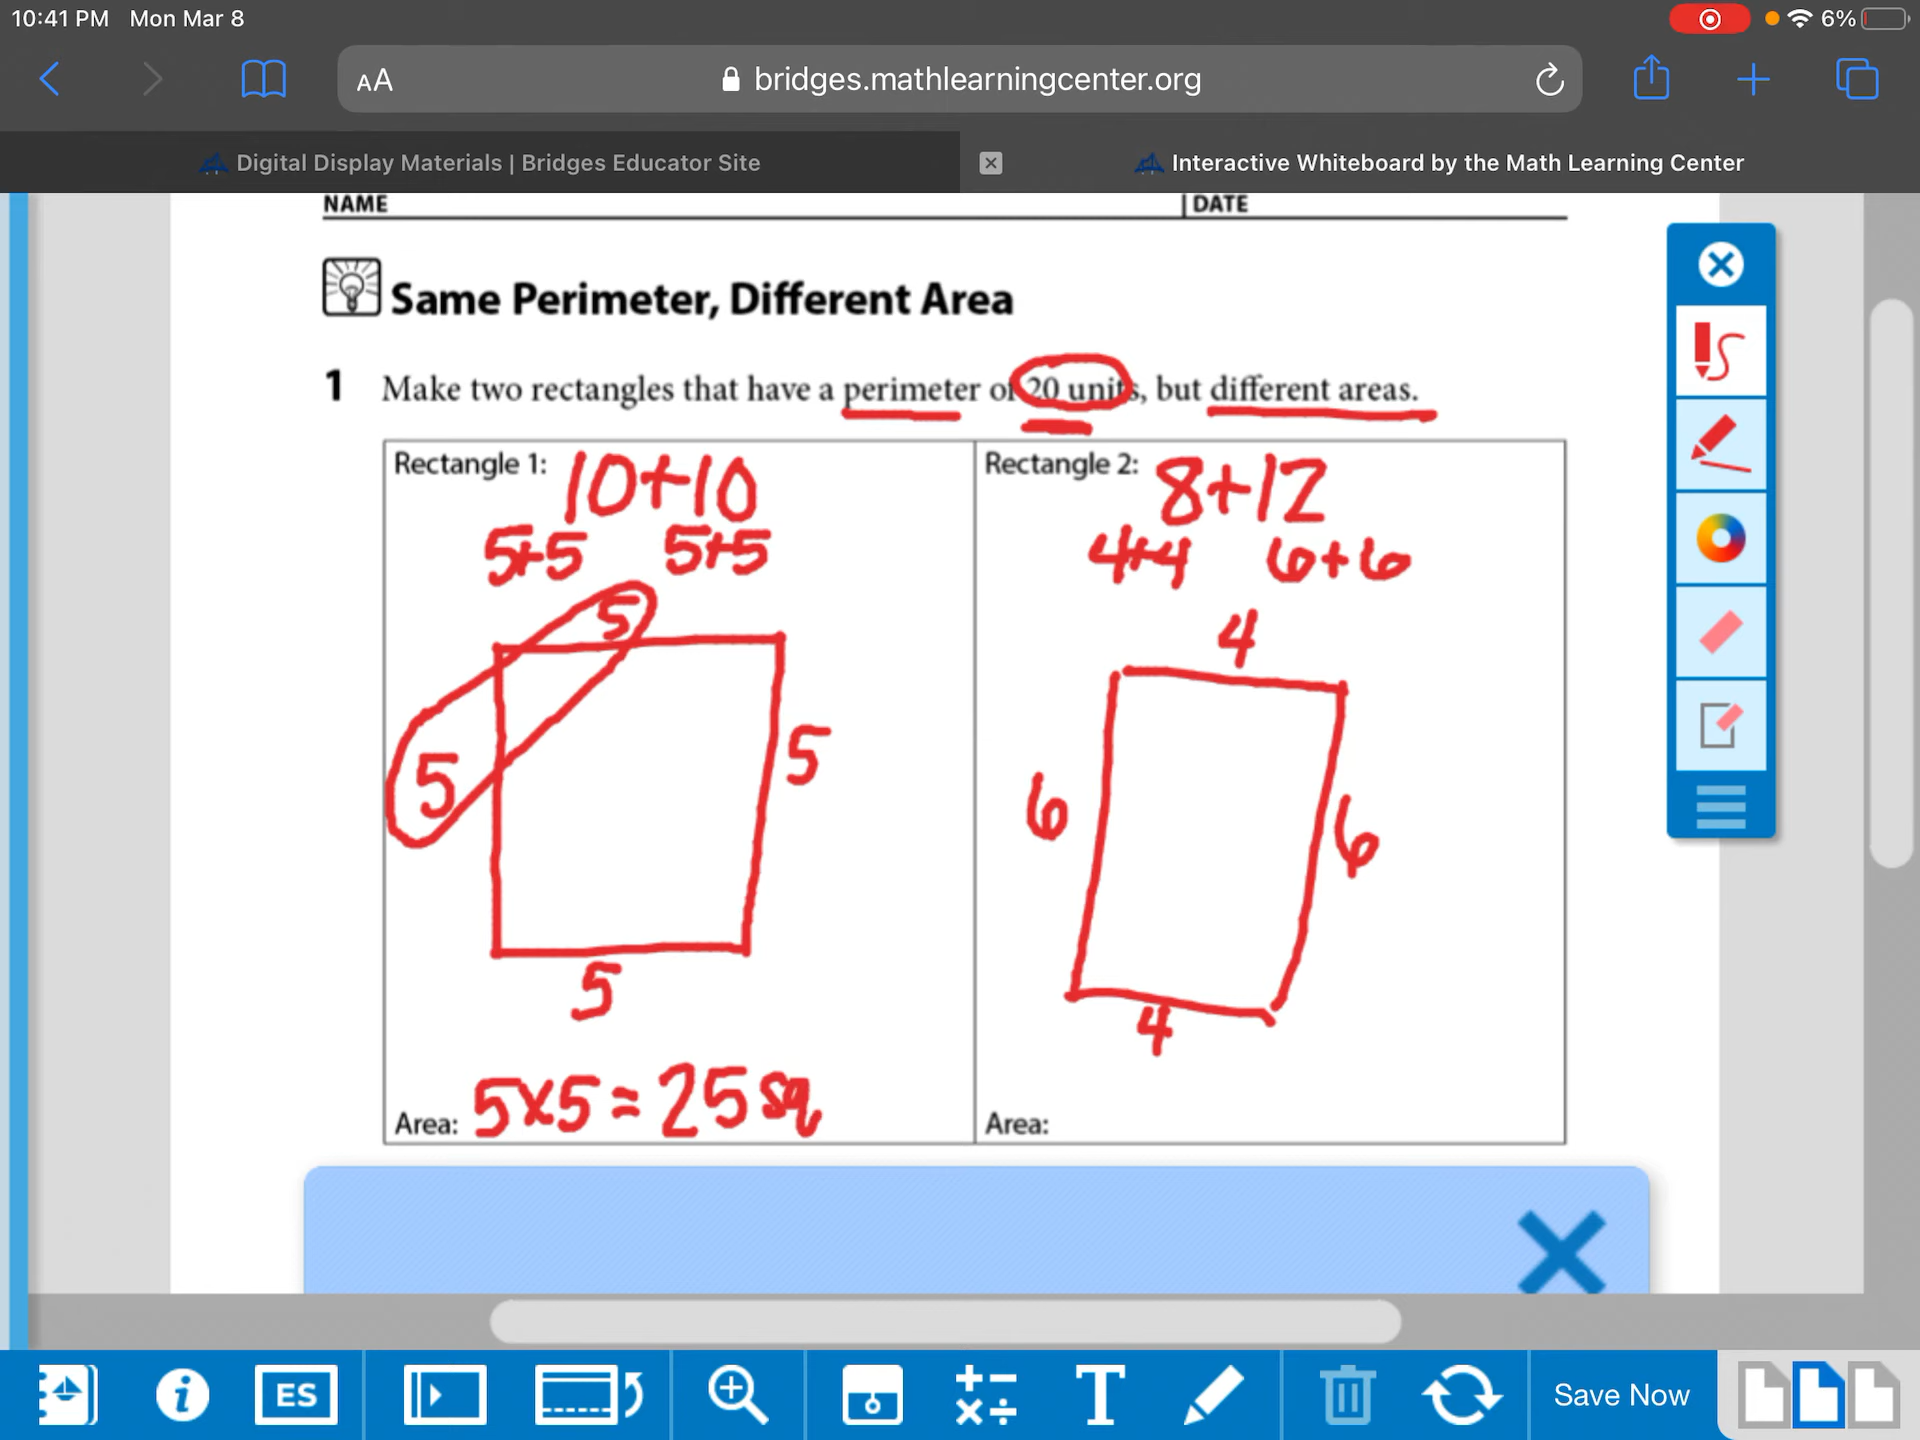 10:41 PM Mon Mar 8 6%
AA bridges.mathlearningcenter.org
Digital Display Materials | Bridges Educator Site Interactive Whiteboard by the Math Learning Center
NAME | DATE
Same Perimeter, Different Area
1 Make two rectangles that have a perimeter of 20 units, but different areas.
Rectangle 1: 10+10
5+5 5+5
5
5
5
5
Area: 5×5=25 sq
Rectangle 2: 8+12
4+4 6+6
4
6
6
4
Area:
ES T Save Now